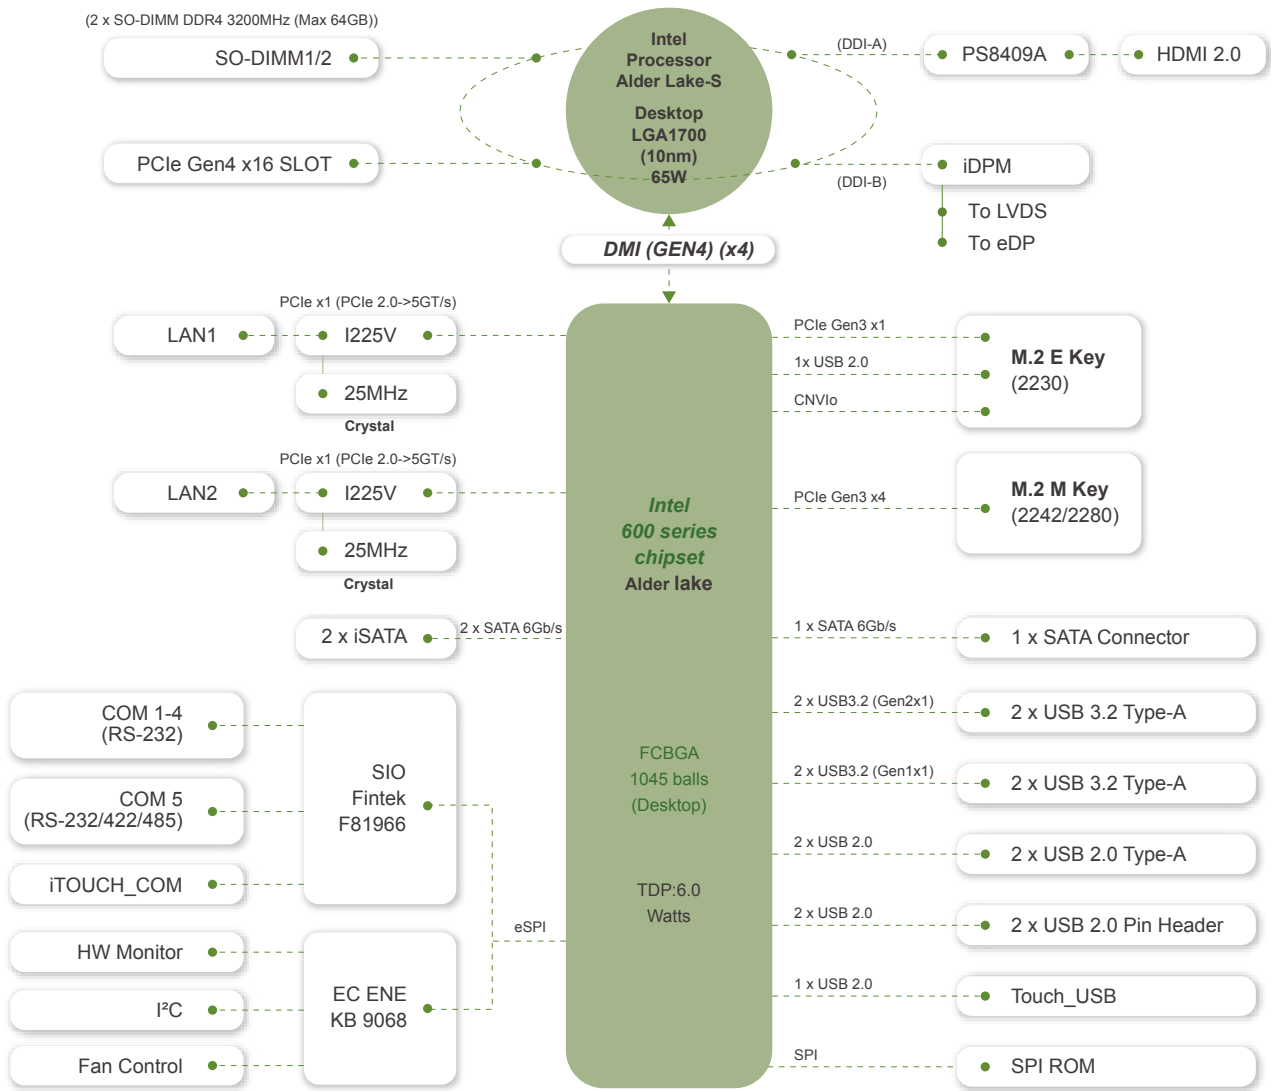 (2 x SO-DIMM DDR4 3200MHz (Max 64GB))
SO-DIMM1/2
PCIe Gen4 x16 SLOT
Intel
Processor
Alder Lake-S
Desktop
LGA1700
(10nm)
65W
(DDI-A)
PS8409A
HDMI 2.0
(DDI-B)
iDPM
To LVDS
To eDP
DMI (GEN4) (x4)
PCIe x1 (PCIe 2.0->5GT/s)
LAN1
I225V
25MHz
Crystal
PCIe x1 (PCIe 2.0->5GT/s)
LAN2
I225V
25MHz
Crystal
2 x iSATA
2 x SATA 6Gb/s
COM 1-4
(RS-232)
COM 5
(RS-232/422/485)
iTOUCH_COM
SIO
Fintek
F81966
HW Monitor
I²C
Fan Control
EC ENE
KB 9068
eSPI
Intel
600 series
chipset
Alder lake
FCBGA
1045 balls
(Desktop)
TDP:6.0
Watts
PCIe Gen3 x1
1x USB 2.0
CNVIo
M.2 E Key
(2230)
PCIe Gen3 x4
M.2 M Key
(2242/2280)
1 x SATA 6Gb/s
1 x SATA Connector
2 x USB3.2 (Gen2x1)
2 x USB 3.2 Type-A
2 x USB3.2 (Gen1x1)
2 x USB 3.2 Type-A
2 x USB 2.0
2 x USB 2.0 Type-A
2 x USB 2.0
2 x USB 2.0 Pin Header
1 x USB 2.0
Touch_USB
SPI
SPI ROM